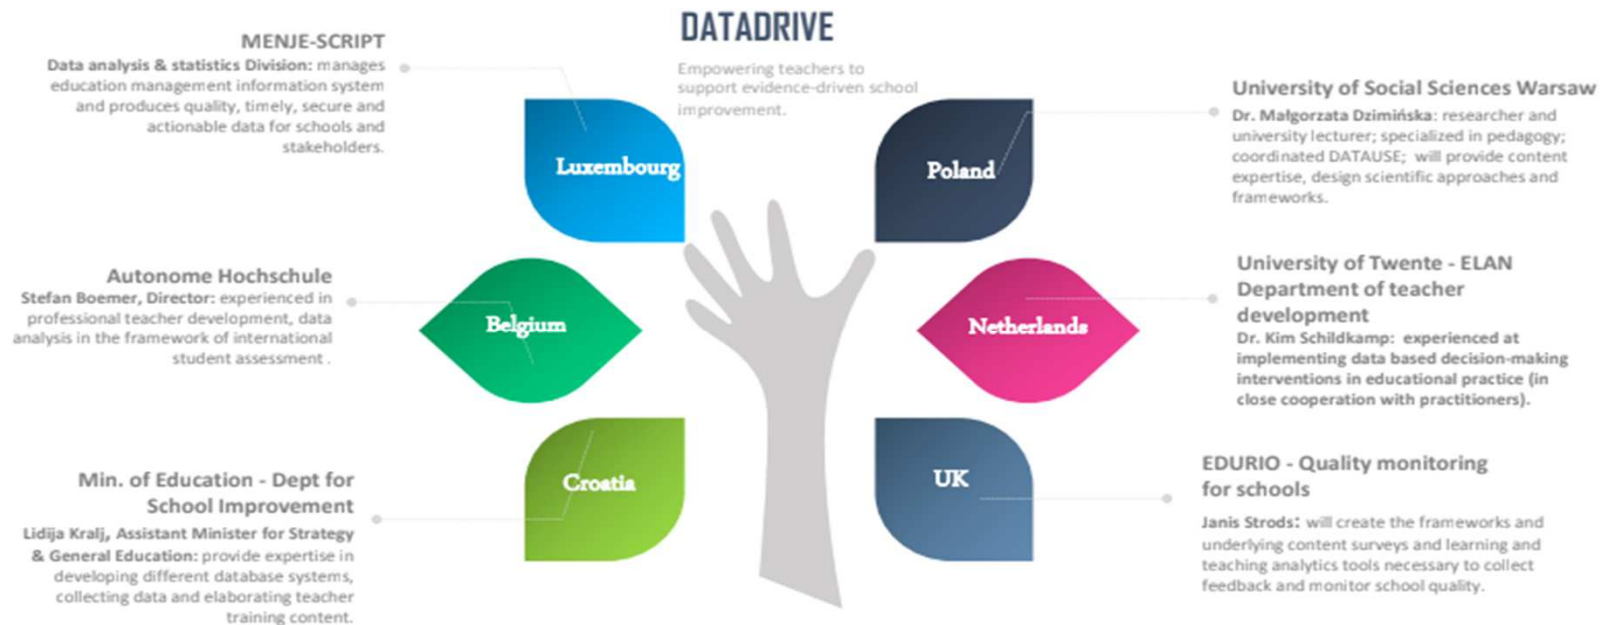 DATADRIVE
Empowering teachers to
support evidence-driven school
improvement.
MENJE-SCRIPT
Data analysis & statistics Division: manages
education management information system
and produces quality, timely, secure and
actionable data for schools and
stakeholders.
Luxembourg
Autonome Hochschule
Stefan Boemer, Director: experienced in
professional teacher development, data
analysis in the framework of international
student assessment .
Belgium
Min. of Education - Dept for
School Improvement
Lidija Kralj, Assistant Minister for Strategy
& General Education: provide expertise in
developing different database systems,
collecting data and elaborating teacher
training content.
Croatia
Poland
University of Social Sciences Warsaw
Dr. Małgorzata Dzimińska: researcher and
university lecturer; specialized in pedagogy;
coordinated DATAUSE; will provide content
expertise, design scientific approaches and
frameworks.
Netherlands
University of Twente - ELAN
Department of teacher
development
Dr. Kim Schildkamp: experienced at
implementing data based decision-making
interventions in educational practice (in
close cooperation with practitioners).
UK
EDURIO - Quality monitoring
for schools
Janis Strods: will create the frameworks and
underlying content surveys and learning and
teaching analytics tools necessary to collect
feedback and monitor school quality.